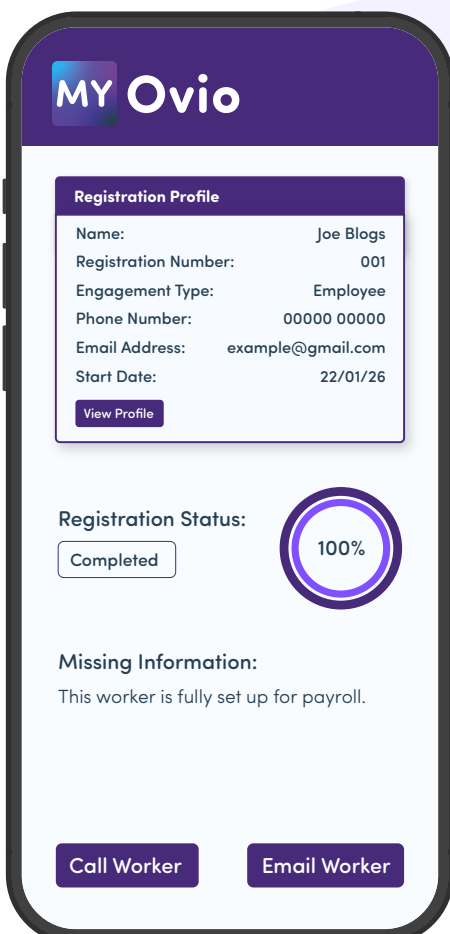 MY Ovio
Registration Profile
Name: Joe Blogs
Registration Number: 001
Engagement Type: Employee
Phone Number: 00000 00000
Email Address: example@gmail.com
Start Date: 22/01/26
View Profile
Registration Status:
Completed
100%
Missing Information:
This worker is fully set up for payroll.
Call Worker Email Worker